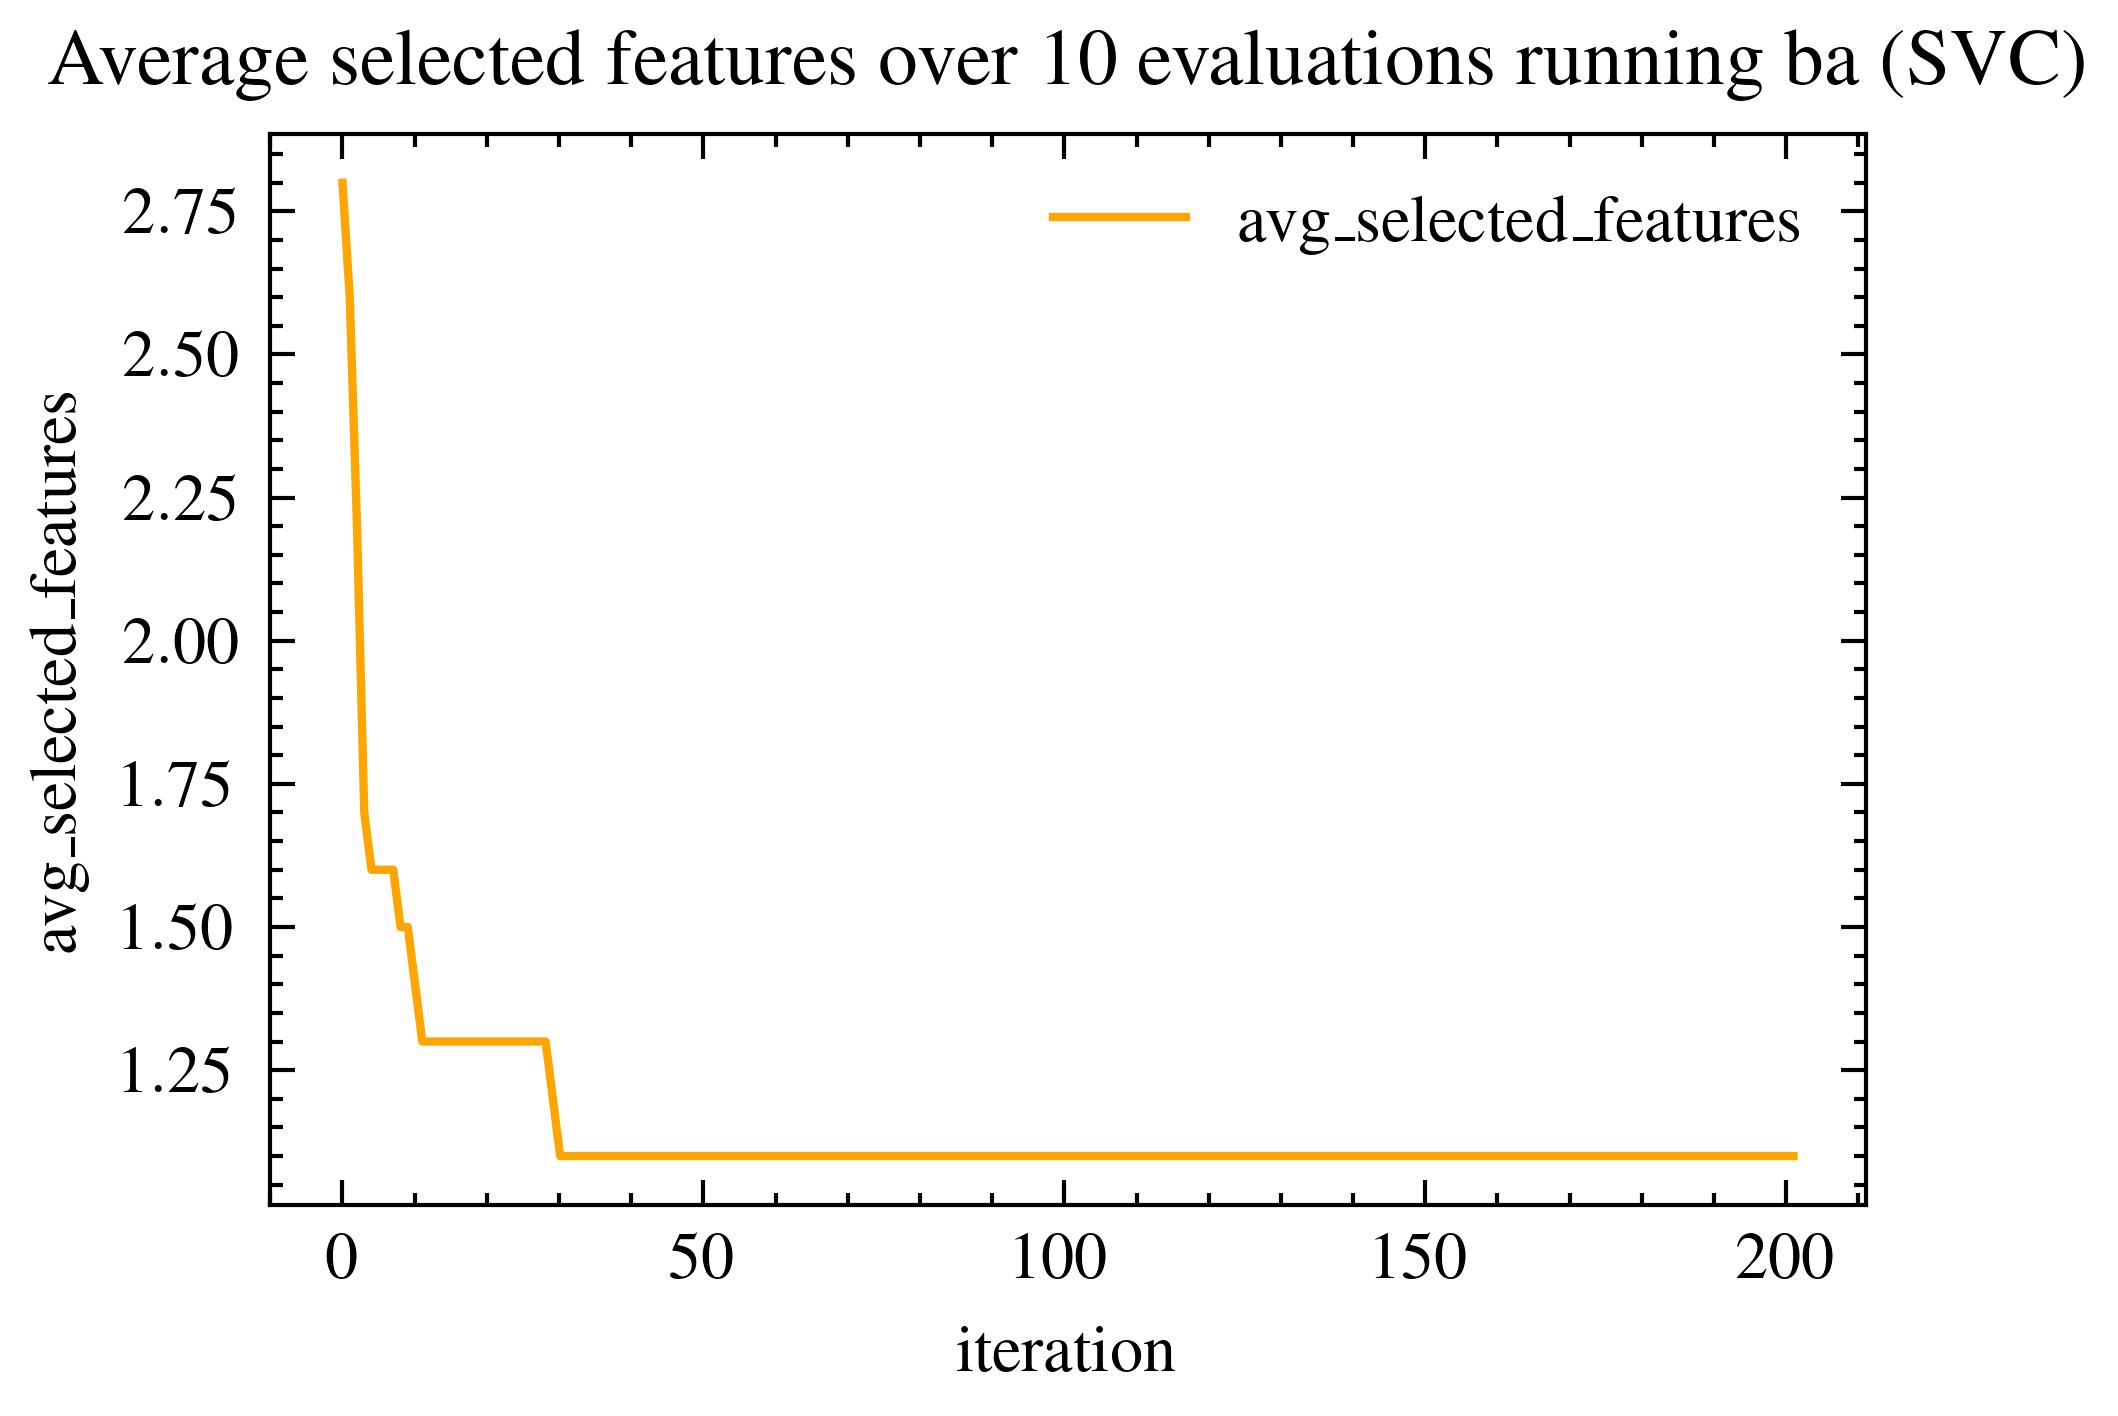 Average selected features over 10 evaluations running ba (SVC)
avg_selected_features
2.75
2.50
2.25
2.00
1.75
1.50
1.25
avg_selected_features
0 50 100 150 200
iteration